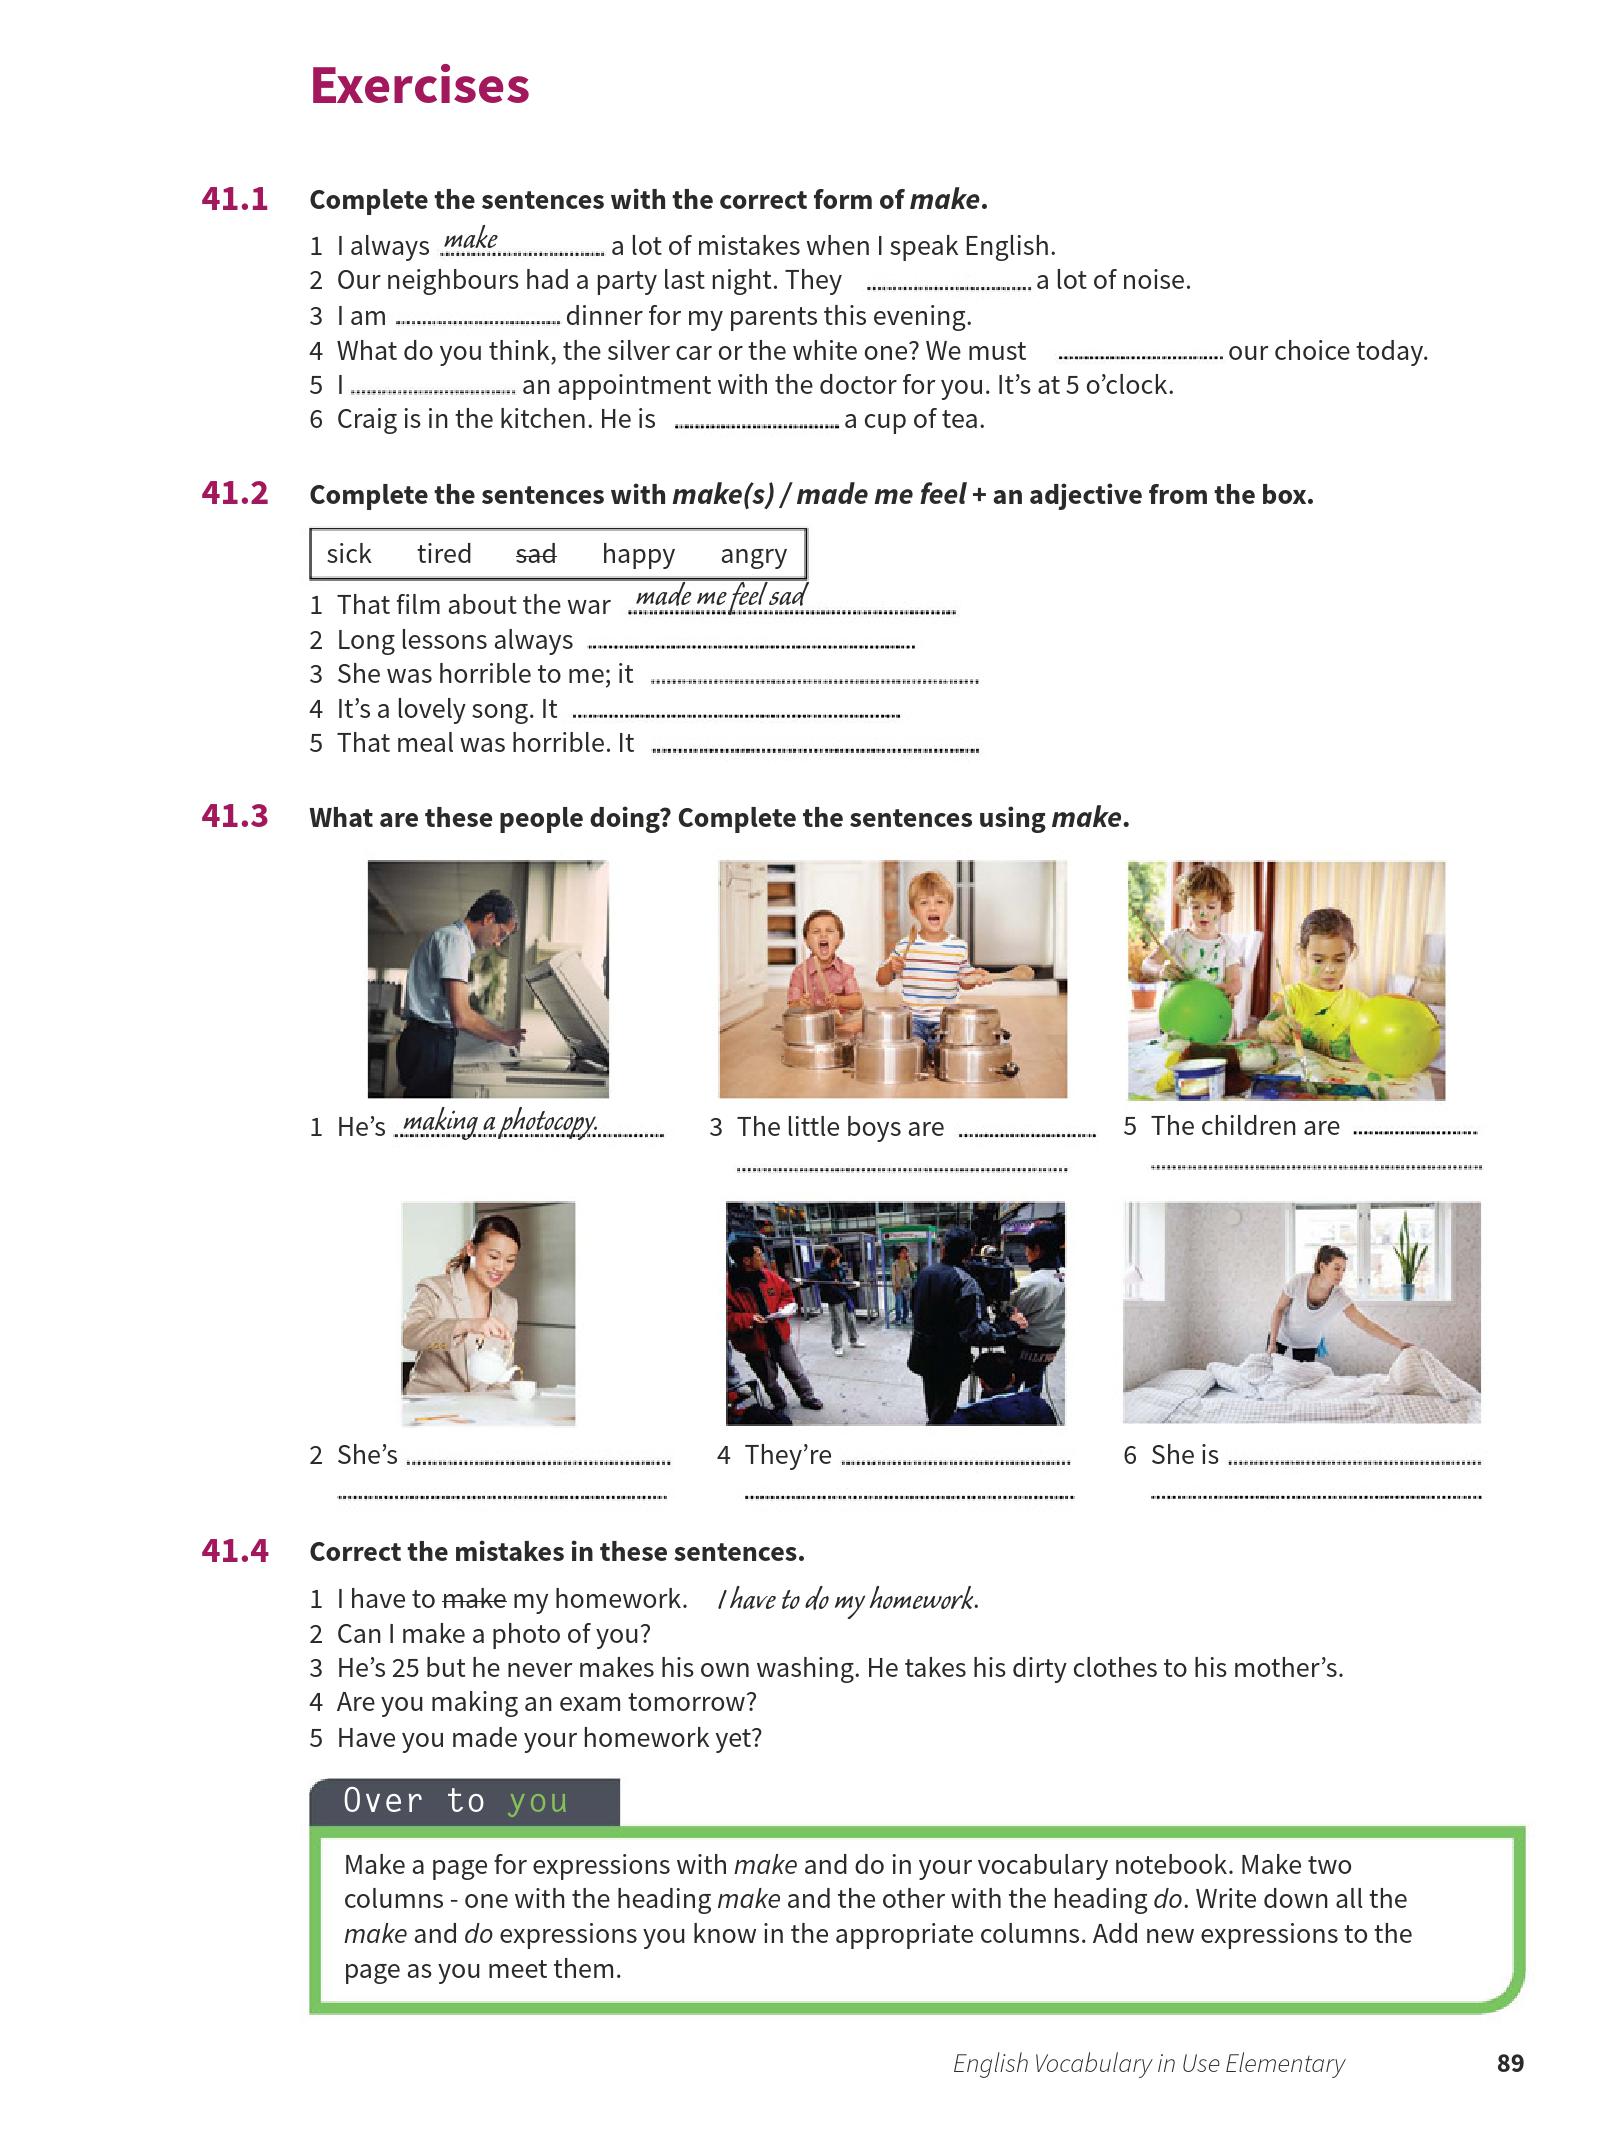 Exercises
41.1 Complete the sentences with the correct form of make.
1 I always make a lot of mistakes when I speak English.
2 Our neighbours had a party last night. They ........ a lot of noise.
3 I am ........ dinner for my parents this evening.
4 What do you think, the silver car or the white one? We must ........ our choice today.
5 I ........ an appointment with the doctor for you. It's at 5 o'clock.
6 Craig is in the kitchen. He is ........ a cup of tea.
41.2 Complete the sentences with make(s) / made me feel + an adjective from the box.
sick tired sad happy angry
1 That film about the war made me feel sad
2 Long lessons always ........
3 She was horrible to me; it ........
4 It's a lovely song. It ........
5 That meal was horrible. It ........
41.3 What are these people doing? Complete the sentences using make.
1 He's making a photocopy.
3 The little boys are ........
5 The children are ........
2 She's ........
4 They're ........
6 She is ........
41.4 Correct the mistakes in these sentences.
1 I have to make my homework. I have to do my homework.
2 Can I make a photo of you?
3 He's 25 but he never makes his own washing. He takes his dirty clothes to his mother's.
4 Are you making an exam tomorrow?
5 Have you made your homework yet?
Over to you
Make a page for expressions with make and do in your vocabulary notebook. Make two
columns - one with the heading make and the other with the heading do. Write down all the
make and do expressions you know in the appropriate columns. Add new expressions to the
page as you meet them.
English Vocabulary in Use Elementary 89